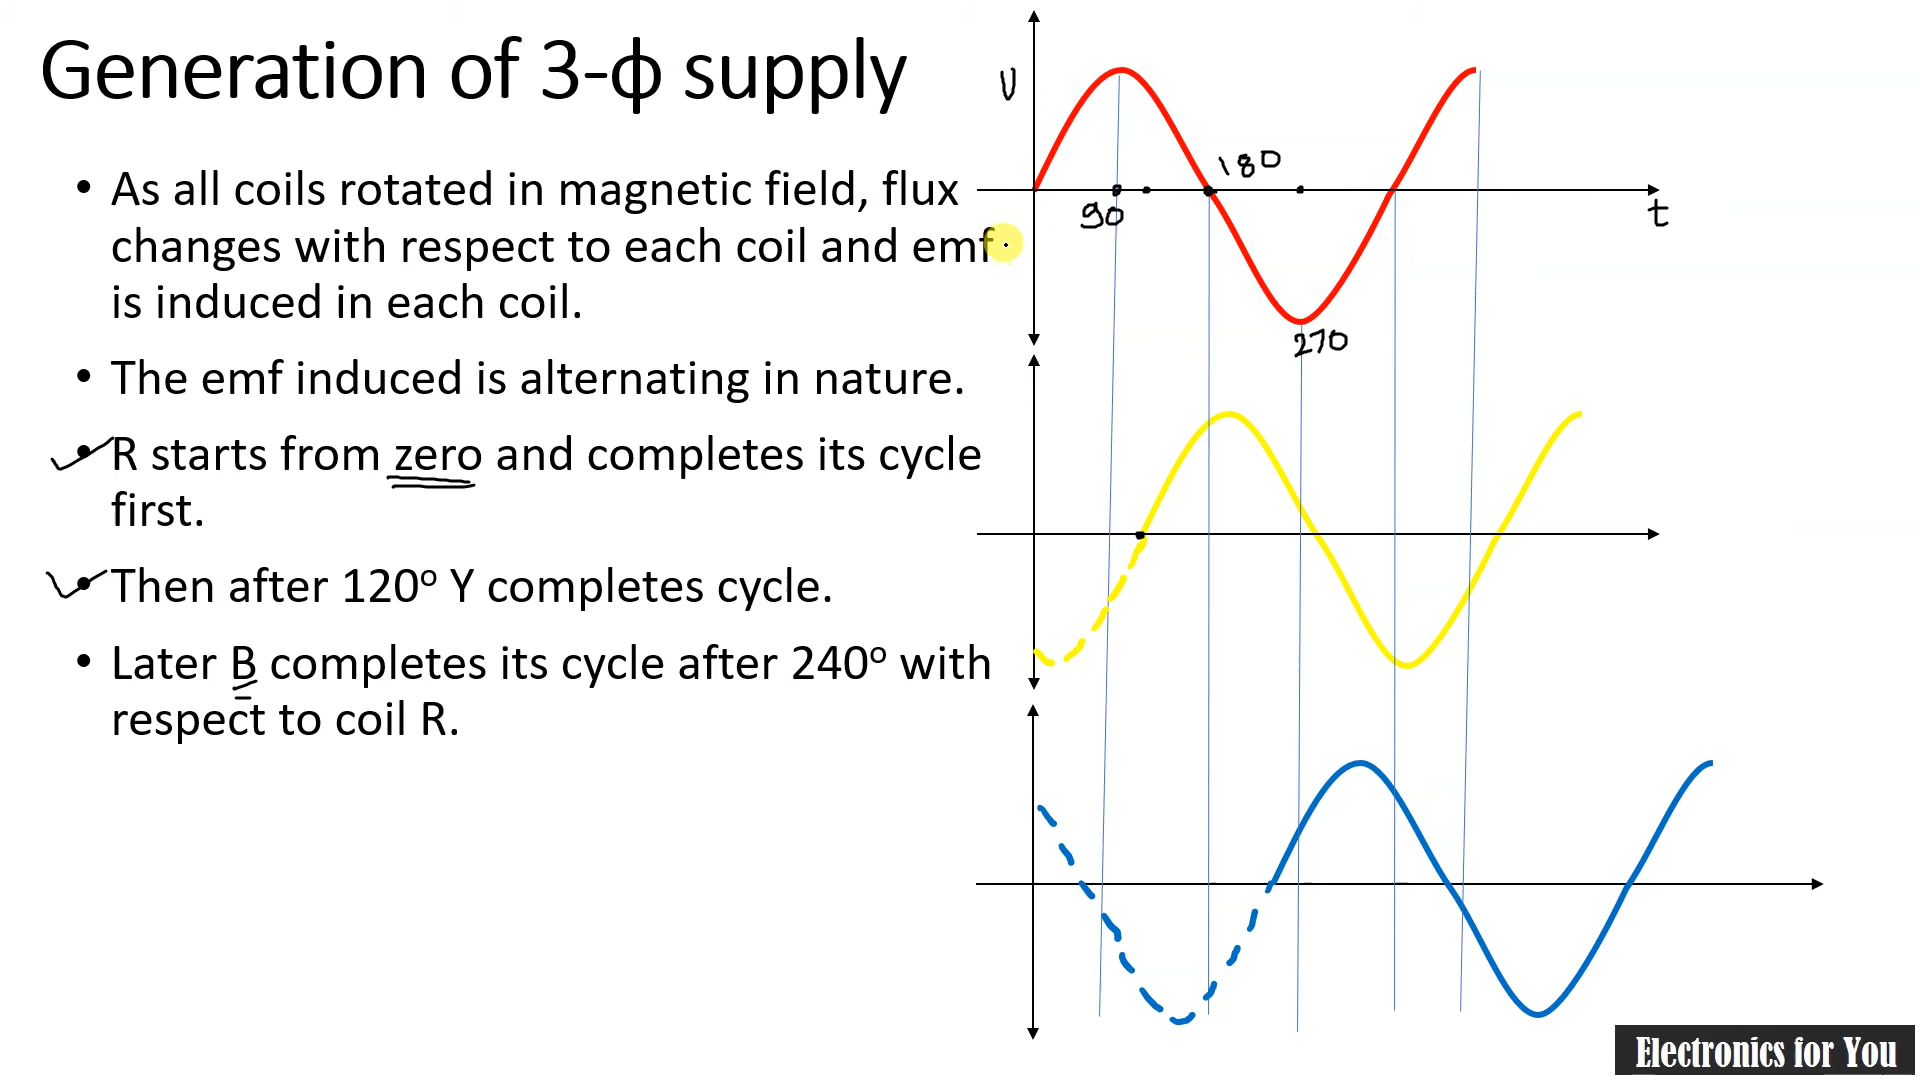 Generation of 3-ф supply
• As all coils rotated in magnetic field, flux
changes with respect to each coil and emf
is induced in each coil.
• The emf induced is alternating in nature.
• R starts from zero and completes its cycle
first.
• Then after 120° Y completes cycle.
• Later B completes its cycle after 240° with
respect to coil R.
V
180
90
t
270
Electronics for You